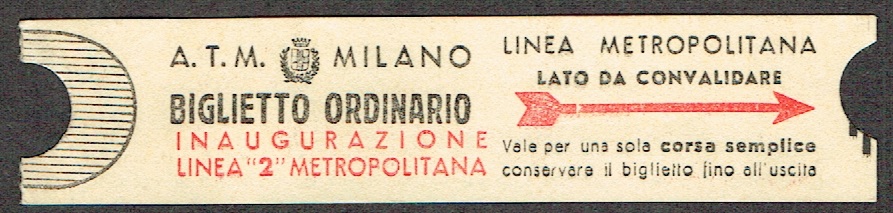 A.T.M. MILANO
BIGLIETTO ORDINARIO
INAUGURAZIONE
LINEA "2" METROPOLITANA
LINEA METROPOLITANA
LATO DA CONVALIDARE
Vale per una sola corsa semplice
conservare il biglietto fino all'uscita